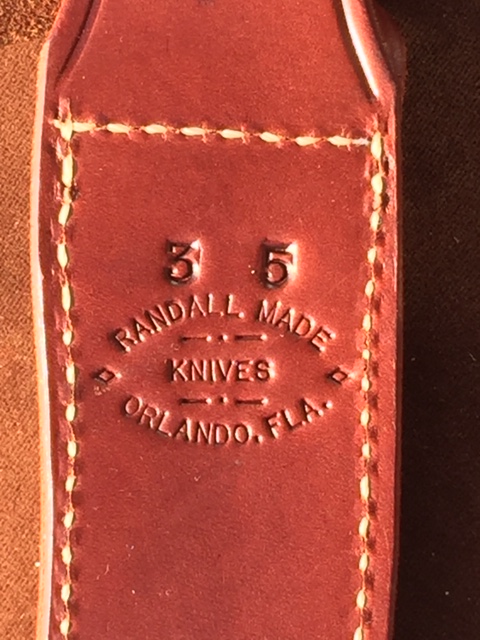 3 5
RANDALL MADE
KNIVES
ORLANDO, FLA.